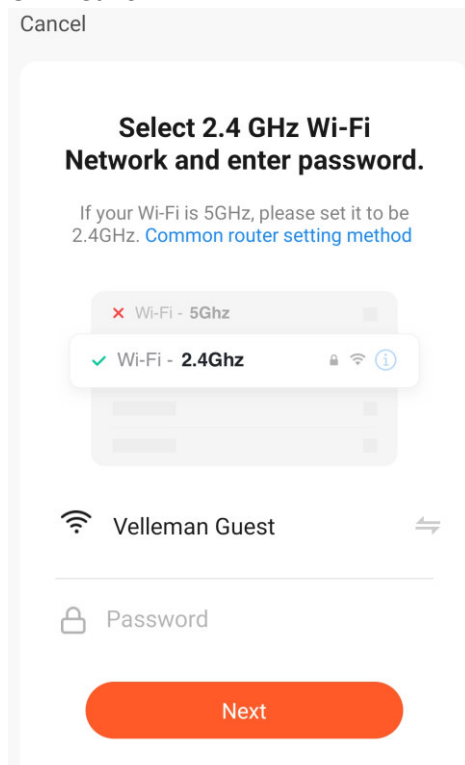 Cancel
Select 2.4 GHz Wi-Fi
Network and enter password.
If your Wi-Fi is 5GHz, please set it to be
2.4GHz. Common router setting method
Wi-Fi - 5Ghz
Wi-Fi - 2.4Ghz
Velleman Guest
Password
Next